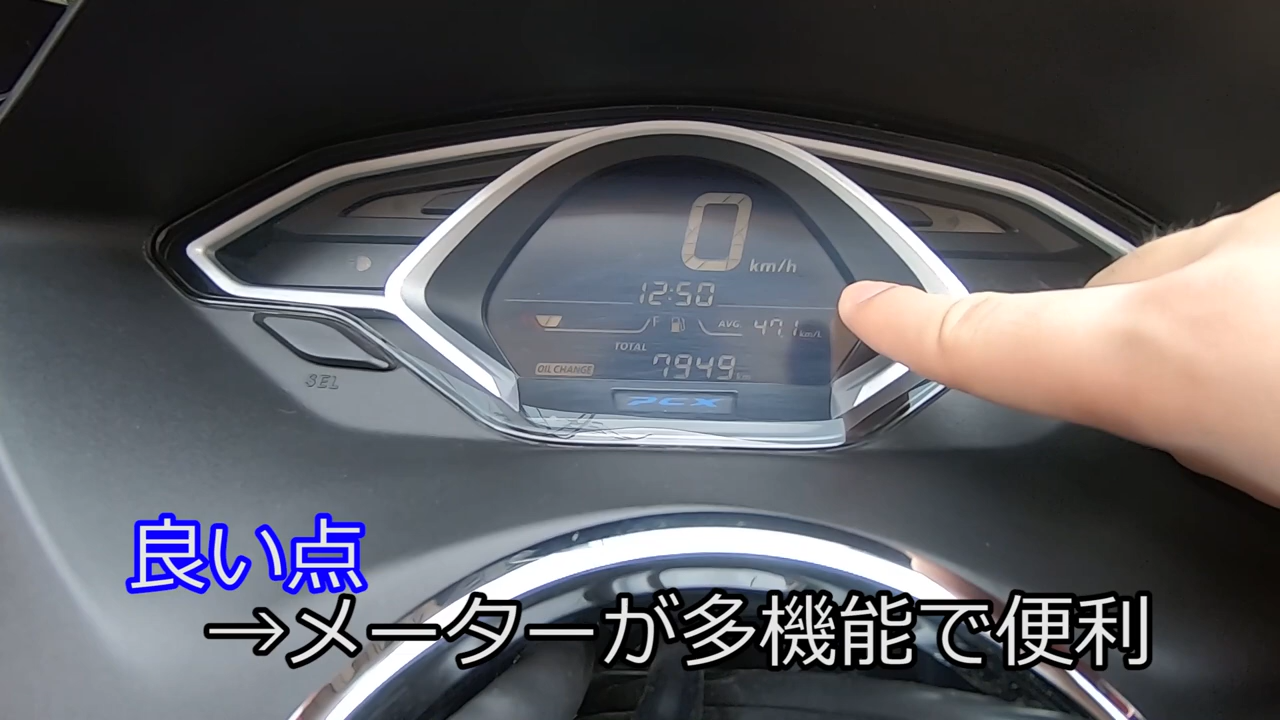 0 km/h
12:50
F AVG. 47.1 km/L
TOTAL
OIL CHANGE 7949 km
PCX
SEL
良い点
→メーターが多機能で便利